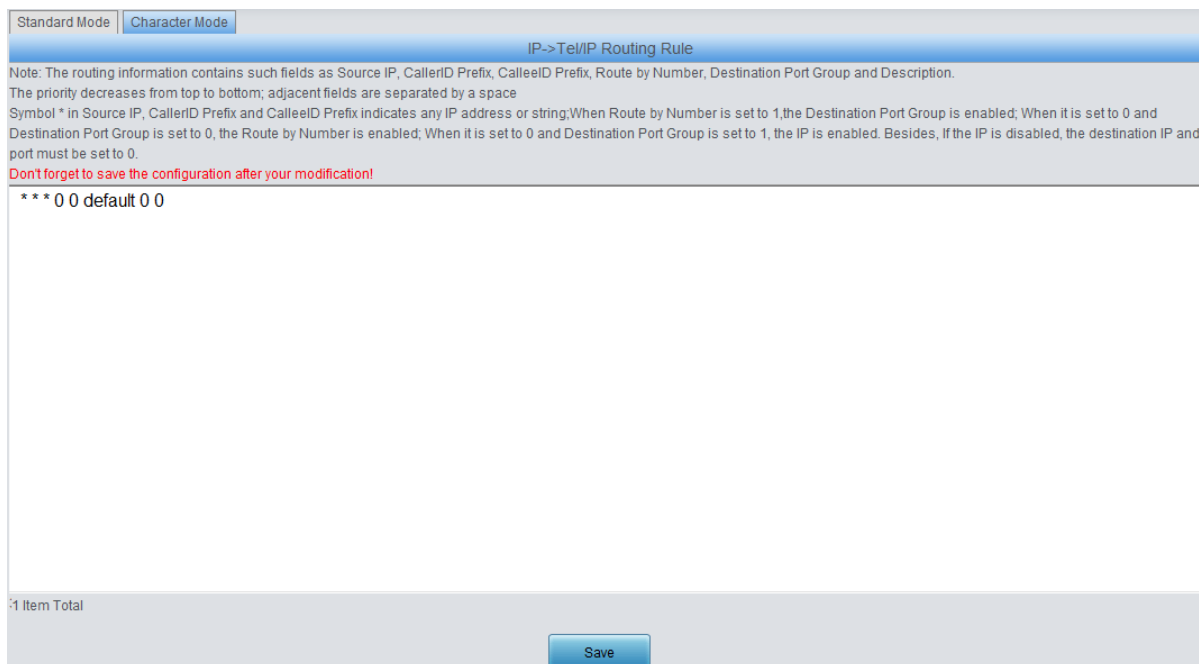 Standard Mode Character Mode
IP->Tel/IP Routing Rule
Note: The routing information contains such fields as Source IP, CallerID Prefix, CalleeID Prefix, Route by Number, Destination Port Group and Description.
The priority decreases from top to bottom; adjacent fields are separated by a space
Symbol * in Source IP, CallerID Prefix and CalleeID Prefix indicates any IP address or string;When Route by Number is set to 1,the Destination Port Group is enabled; When it is set to 0 and
Destination Port Group is set to 0, the Route by Number is enabled; When it is set to 0 and Destination Port Group is set to 1, the IP is enabled. Besides, If the IP is disabled, the destination IP and
port must be set to 0.
Don't forget to save the configuration after your modification!
* * * 0 0 default 0 0
:1 Item Total
Save